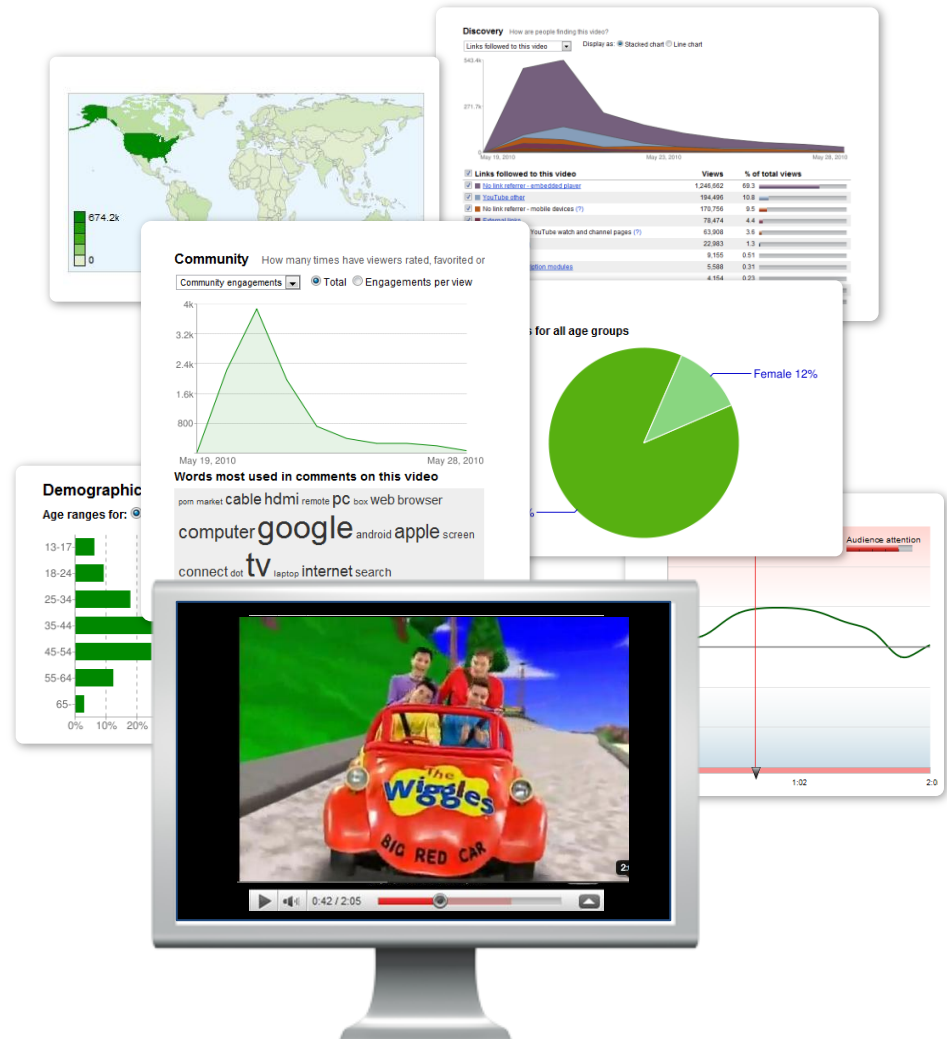 Discovery How are people finding this video?
Links followed to this video Display as: Stacked chart Line chart
543.4k
271.7k
0
May 19, 2010 May 23, 2010 May 28, 2010
Links followed to this video Views % of total views
No link referrer - embedded player 1,246,662 69.3
YouTube other 194,496 10.8
No link referrer - mobile devices (?) 170,756 9.5
External links 78,474 4.4
YouTube watch and channel pages (?) 63,908 3.6
22,983 1.3
9,155 0.51
ption modules 5,588 0.31
4,154 0.23
674.2k
0
Community How many times have viewers rated, favorited or
Community engagements Total Engagements per view
4k
3.2k
2.4k
1.6k
800
May 19, 2010 May 28, 2010
Words most used in comments on this video
porn market cable hdmi remote pc box web browser
computer google android apple screen
connect dot tv laptop internet search
s for all age groups
Female 12%
%
Demographic
Age ranges for:
13-17
18-24
25-34
35-44
45-54
55-64
65-
0% 10% 20%
Audience attention
1:02 2:0
The
Wiggles
BIG RED CAR
2:
0:42 / 2:05